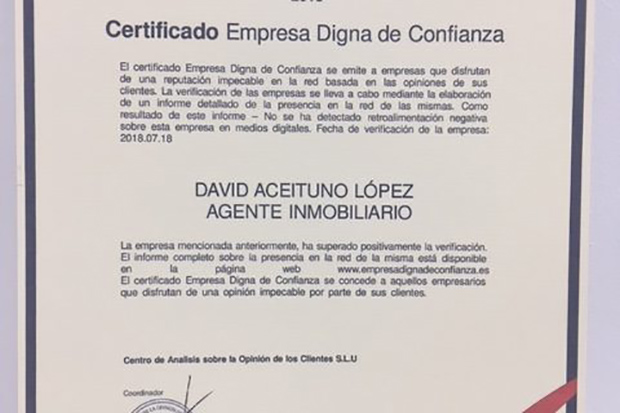 Certificado Empresa Digna de Confianza
El certificado Empresa Digna de Confianza se emite a empresas que disfrutan
de una reputación impecable en la red basada en las opiniones de sus
clientes. La verificación de las empresas se lleva a cabo mediante la elaboración
de un informe detallado de la presencia en la red de las mismas. Como
resultado de este informe – No se ha detectado retroalimentación negativa
sobre esta empresa en medios digitales. Fecha de verificación de la empresa:
2018.07.18
DAVID ACEITUNO LÓPEZ
AGENTE INMOBILIARIO
La empresa mencionada anteriormente, ha superado positivamente la verificación.
El informe completo sobre la presencia en la red de la misma está disponible
en la página web www.empresadignadeconfianza.es
El certificado Empresa Digna de Confianza se concede a aquellos empresarios
que disfrutan de una opinión impecable por parte de sus clientes.
Centro de Analisis sobre la Opinión de los Clientes S.L.U
Coordinador